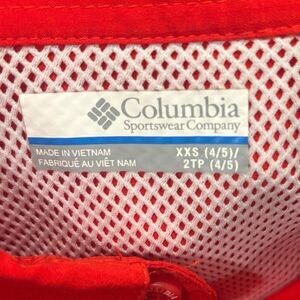 Columbia
Sportswear Company
MADE IN VIETNAM
FABRIQUÉ AU VIÊT NAM
XXS (4/5)/
2TP (4/5)